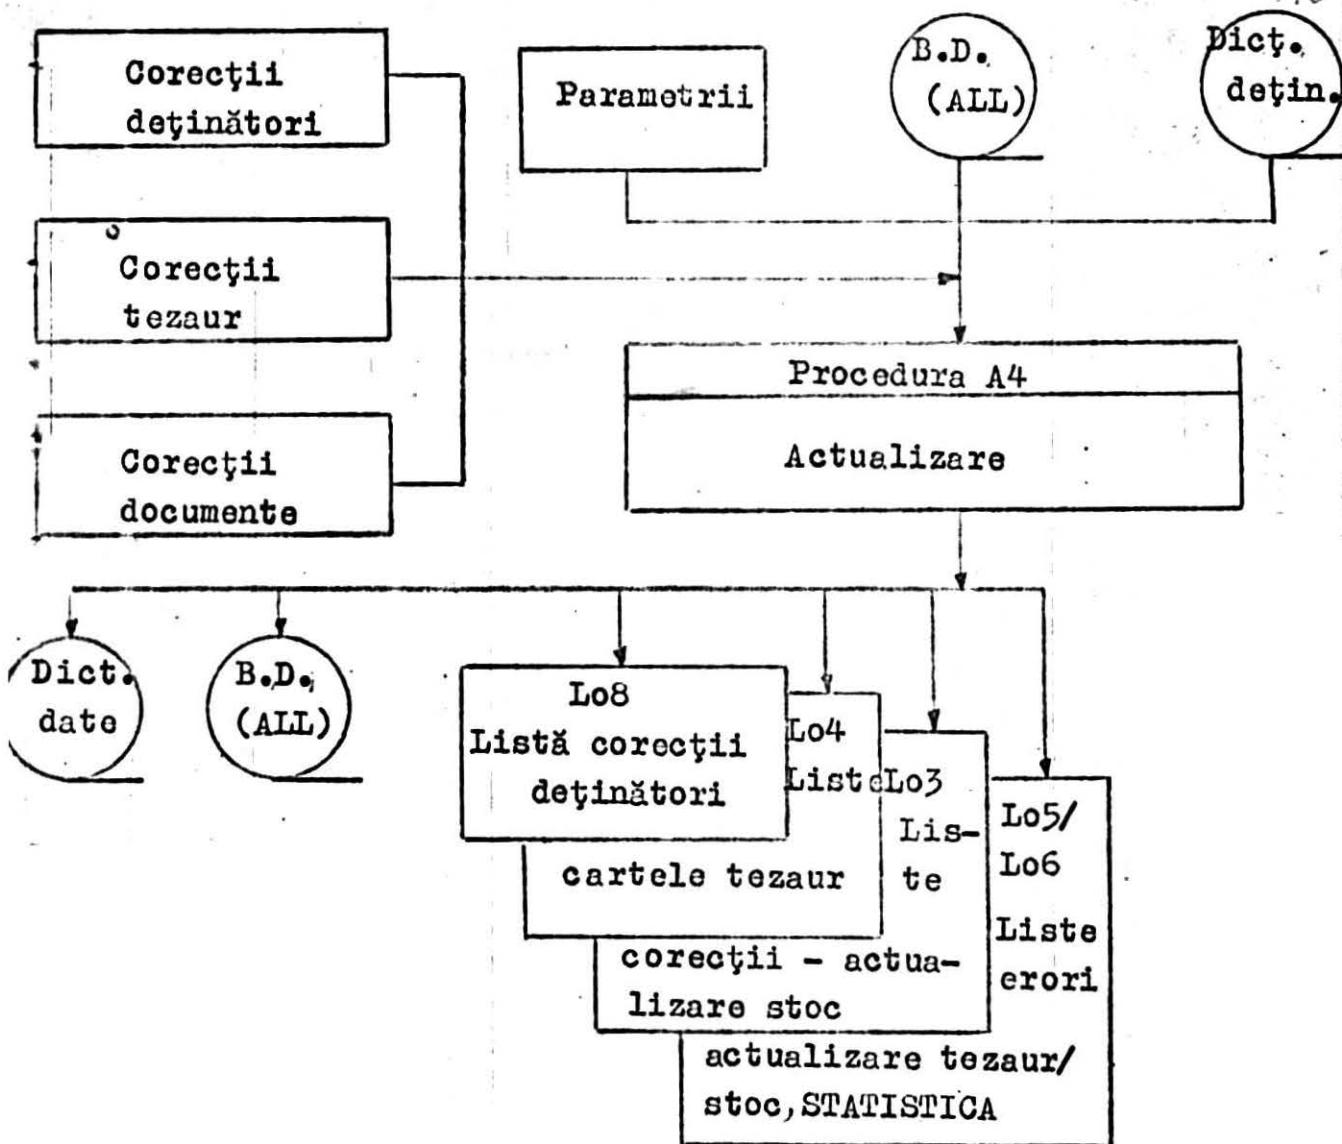 Corecţii
deţinători
Parametrii
B.D.
(ALL)
Dicţ.
deţin.
Corecţii
tezaur
Corecţii
documente
Procedura A4
Actualizare
Dict.
date
B.D.
(ALL)
Lo8
Listă corecţii
deţinători
Lo4
Liste
cartele tezaur
Lo3
Lis-
te
corecţii - actua-
lizare stoc
Lo5/
Lo6
Liste
erori
actualizare tezaur/
stoc,STATISTICA